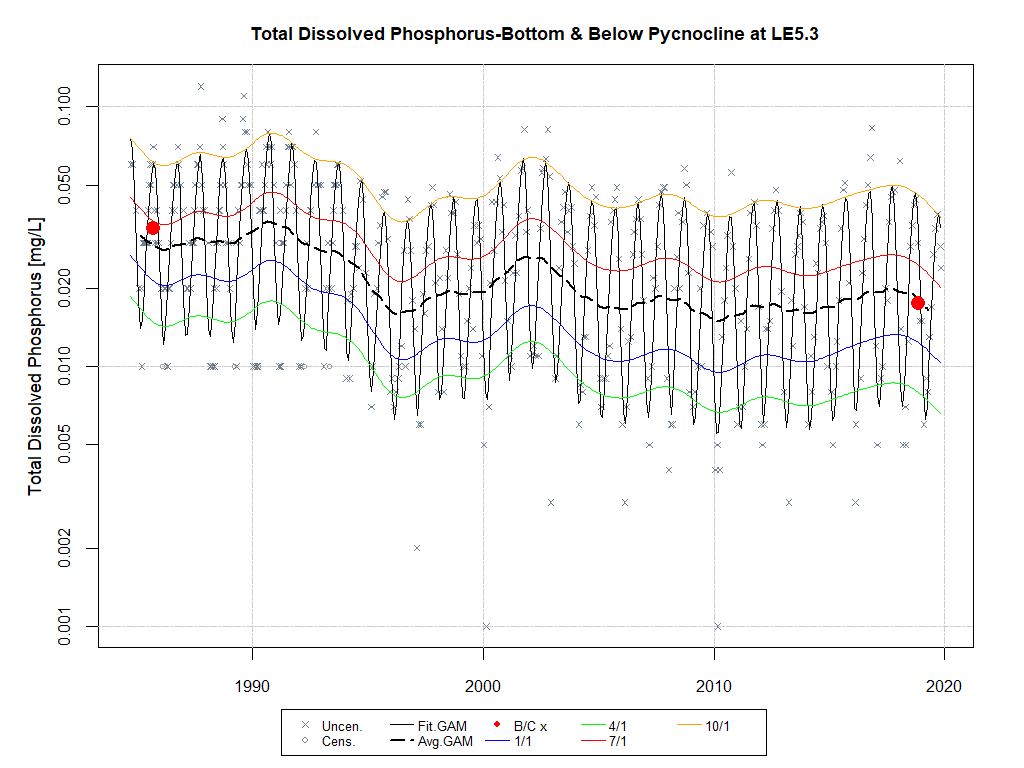 Total Dissolved Phosphorus-Bottom & Below Pycnocline at LE5.3
Total Dissolved Phosphorus [mg/L]
0.100
0.050
0.020
0.010
0.005
0.002
0.001
1990 2000 2010 2020
Uncen. Fit.GAM B/C x 4/1 10/1
Cens. Avg.GAM 1/1 7/1